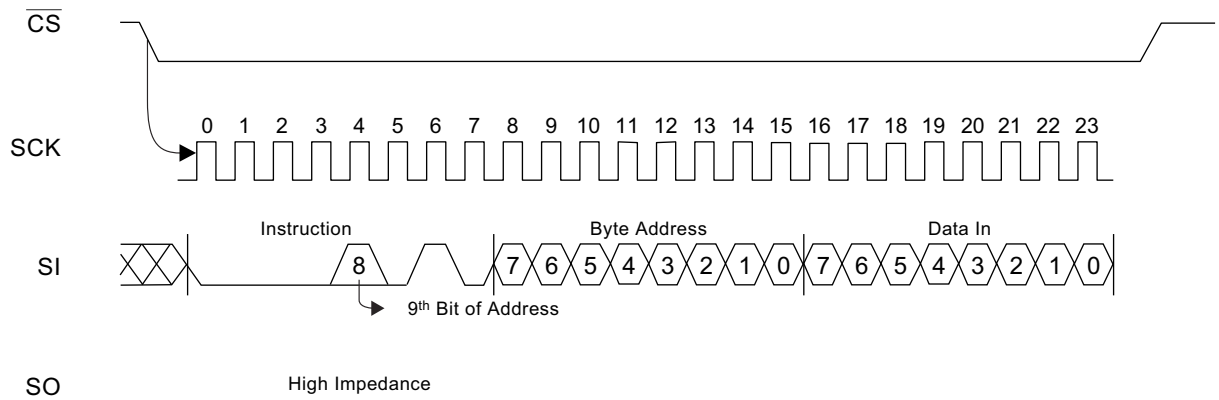 CS
0 1 2 3 4 5 6 7 8 9 10 11 12 13 14 15 16 17 18 19 20 21 22 23
SCK
Instruction Byte Address Data In
SI 8 7 6 5 4 3 2 1 0 7 6 5 4 3 2 1 0
9th Bit of Address
SO High Impedance